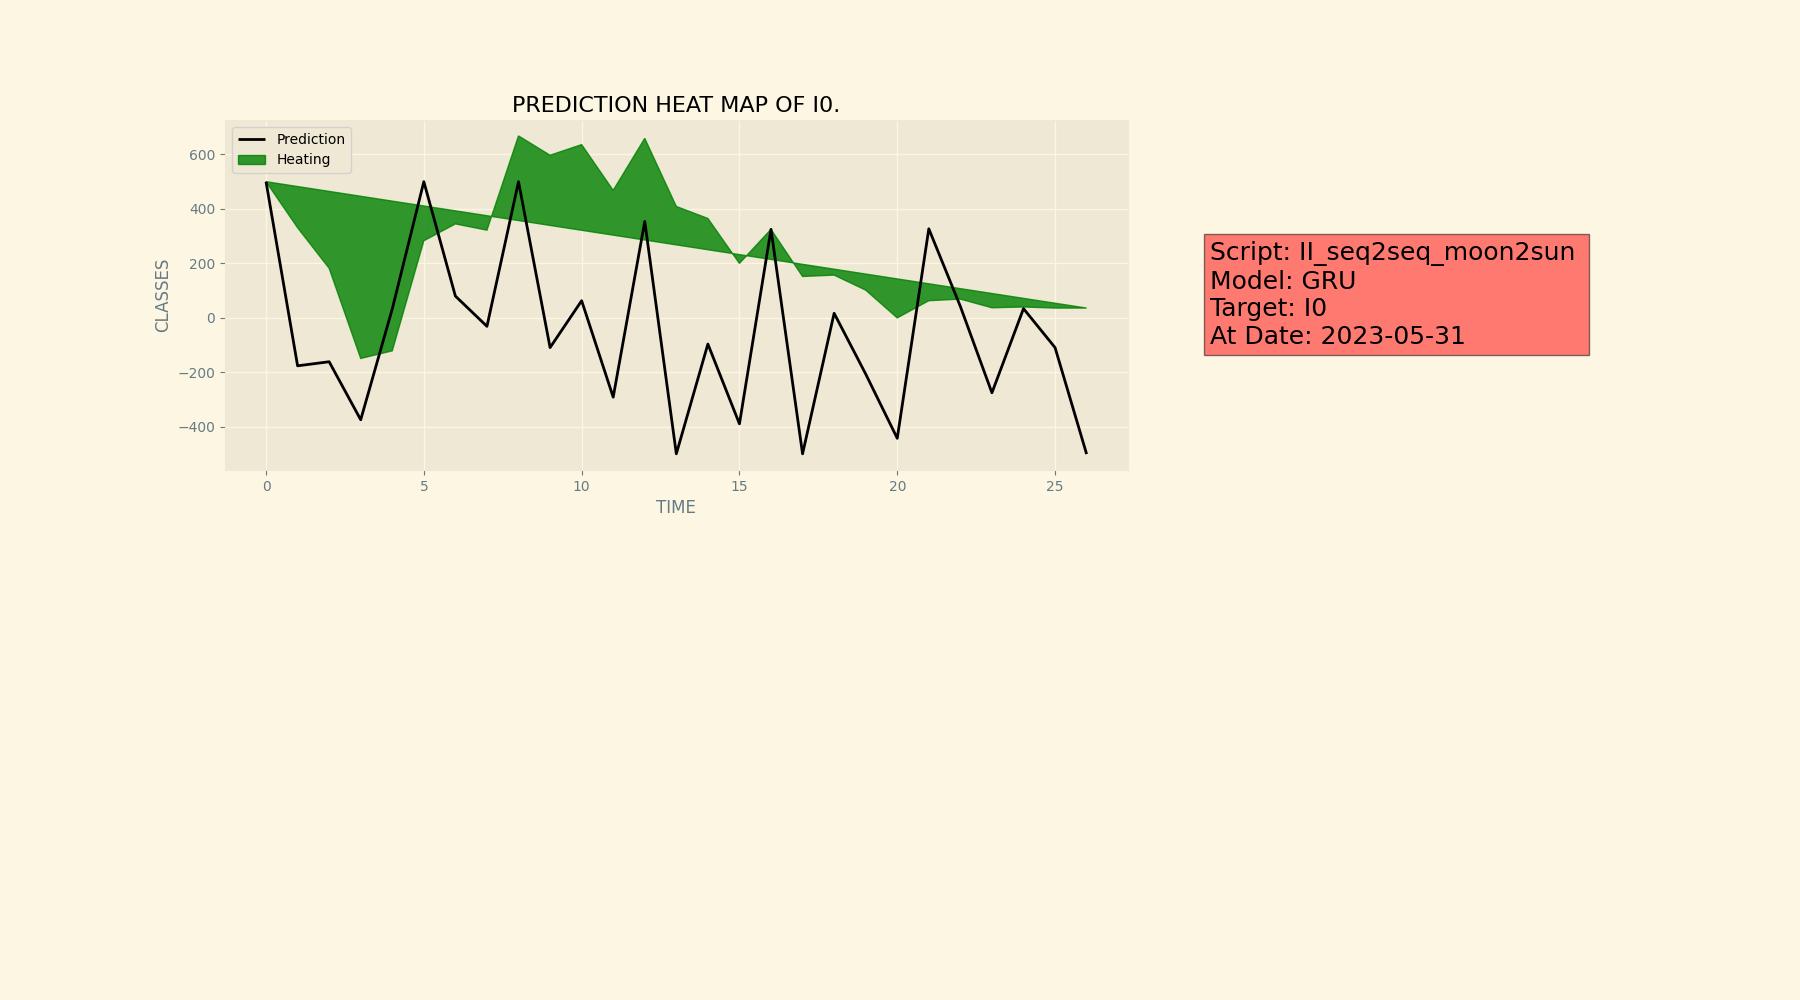 PREDICTION HEAT MAP OF I0.
Prediction
Heating
600
400
200
0
−200
−400
CLASSES
0 5 10 15 20 25
TIME
Script: II_seq2seq_moon2sun
Model: GRU
Target: I0
At Date: 2023-05-31